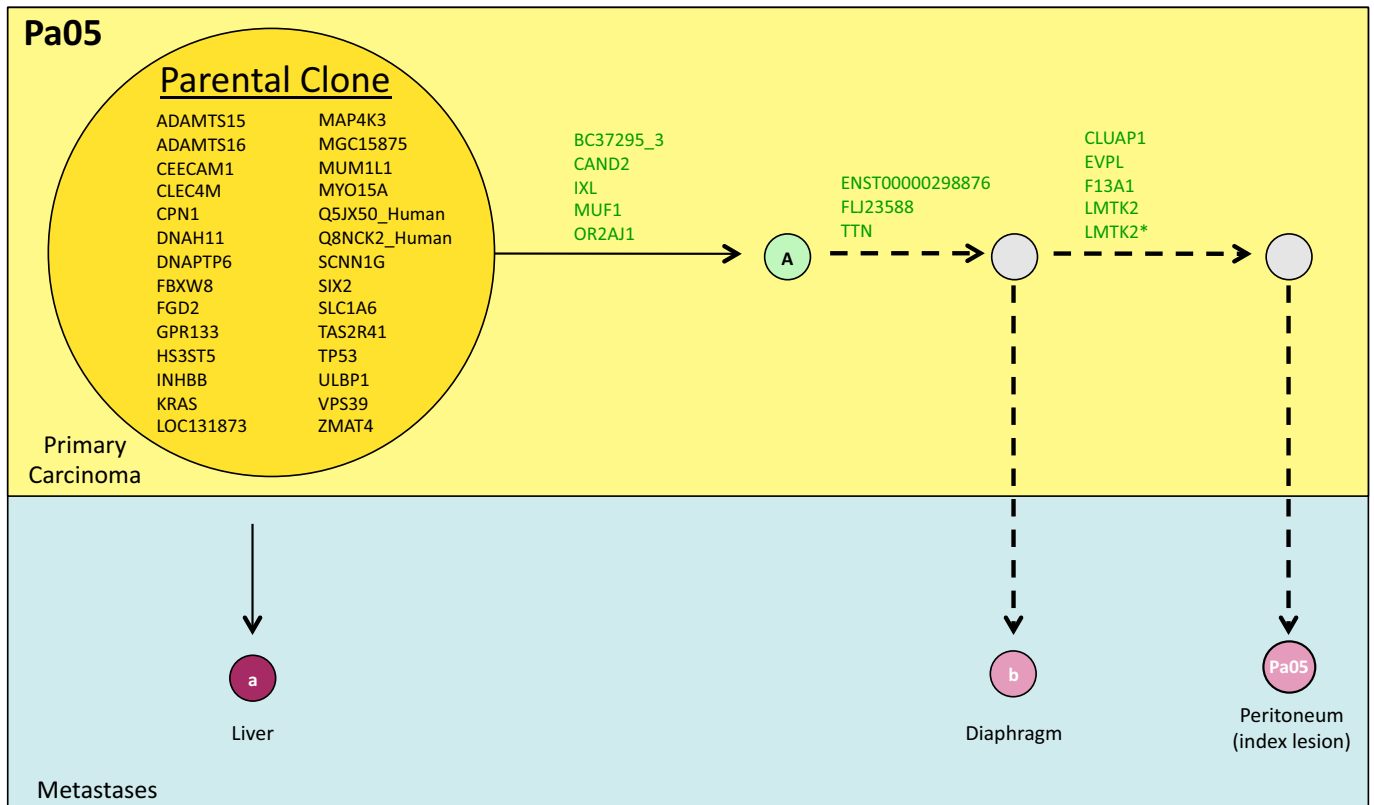 Pa05
Parental Clone
ADAMTS15
ADAMTS16
CEECAM1
CLEC4M
CPN1
DNAH11
DNAPTP6
FBXW8
FGD2
GPR133
HS3ST5
INHBB
KRAS
LOC131873
MAP4K3
MGC15875
MUM1L1
MYO15A
Q5JX50_Human
Q8NCK2_Human
SCNN1G
SIX2
SLC1A6
TAS2R41
TP53
ULBP1
VPS39
ZMAT4
BC37295_3
CAND2
IXL
MUF1
OR2AJ1
A
ENST00000298876
FLJ23588
TTN
CLUAP1
EVPL
F13A1
LMTK2
LMTK2*
Primary
Carcinoma
a
Liver
b
Diaphragm
Pa05
Peritoneum
(index lesion)
Metastases